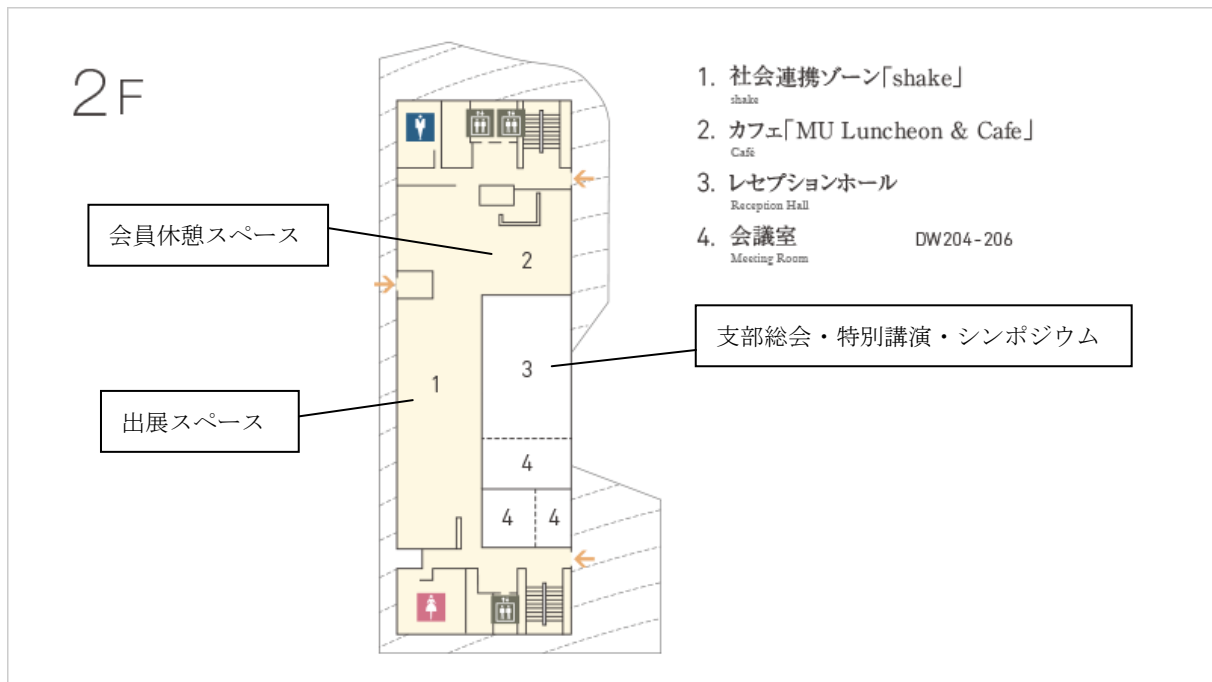 2F
1. 社会連携ゾーン「shake」
shake
2. カフェ「MU Luncheon & Cafe」
Café
3. レセプションホール
Reception Hall
4. 会議室 DW204-206
Meeting Room
会員休憩スペース
2
支部総会・特別講演・シンポジウム
3
1
出展スペース
4
4 4